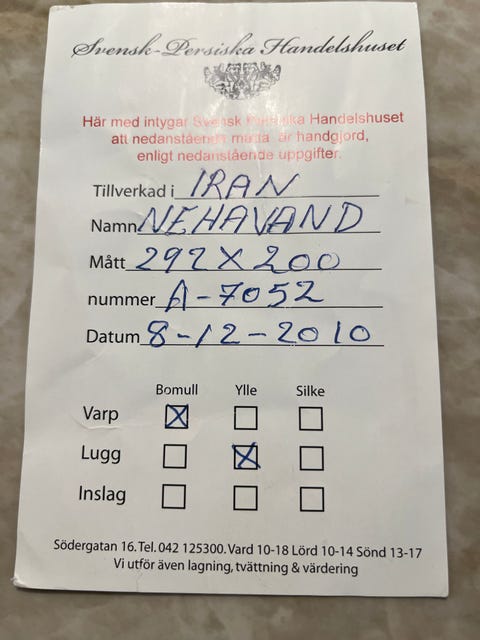 Svensk-Persiska Handelshuset
Här med intygar Svensk Persiska Handelshuset
att nedanstående matta är handgjord,
enligt nedanstående uppgifter.
Tillverkad i IRAN
Namn NEHAVAND
Mått 292 X 200
nummer A-7052
Datum 8-12-2010
Bomull Ylle Silke
Varp
Lugg
Inslag
Södergatan 16. Tel. 042 125300. Vard 10-18 Lörd 10-14 Sönd 13-17
Vi utför även lagning, tvättning & värdering